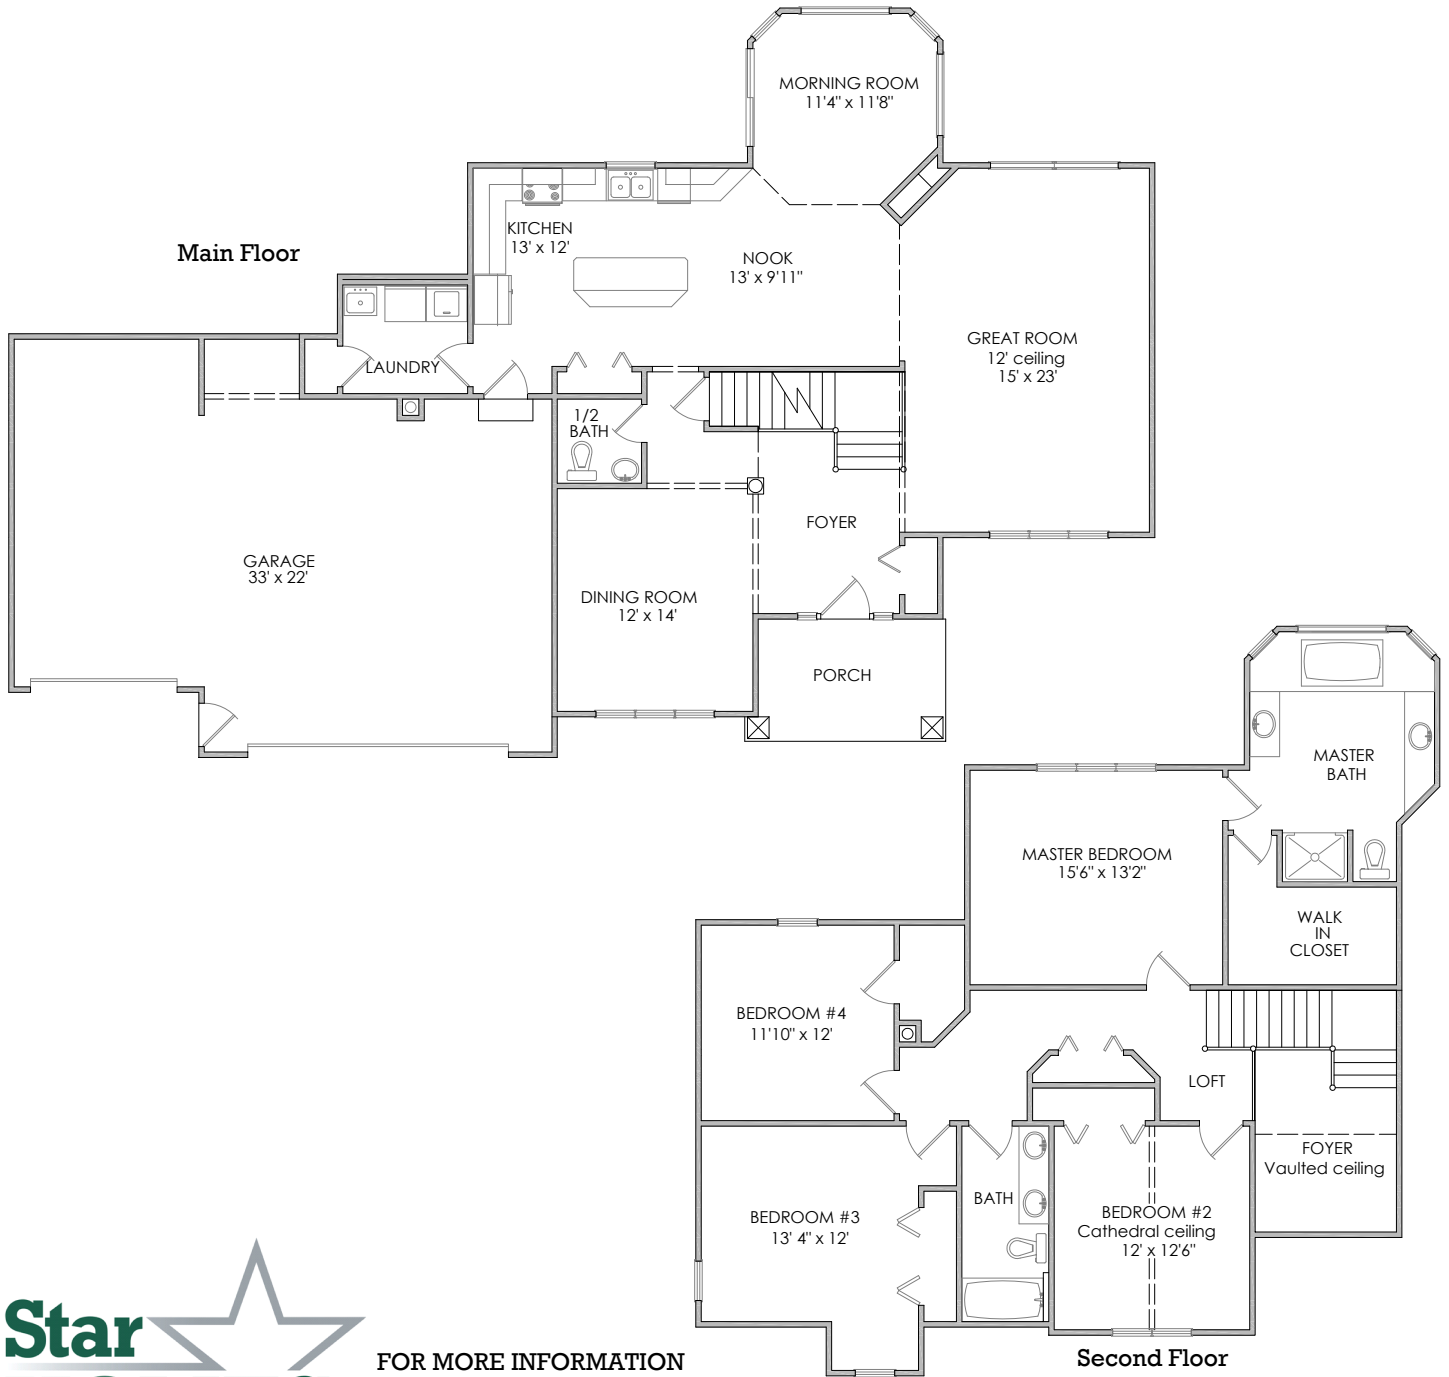 MORNING ROOM
11'4" x 11'8"
KITCHEN
13' x 12'
Main Floor
NOOK
13' x 9'11"
GREAT ROOM
12' ceiling
15' x 23'
LAUNDRY
1/2
BATH
FOYER
GARAGE
33' x 22'
DINING ROOM
12' x 14'
PORCH
MASTER
BATH
MASTER BEDROOM
15'6" x 13'2"
WALK
IN
CLOSET
BEDROOM #4
11'10" x 12'
LOFT
FOYER
Vaulted ceiling
BATH
BEDROOM #3
13' 4" x 12'
BEDROOM #2
Cathedral ceiling
12' x 12'6"
Star
FOR MORE INFORMATION
Second Floor